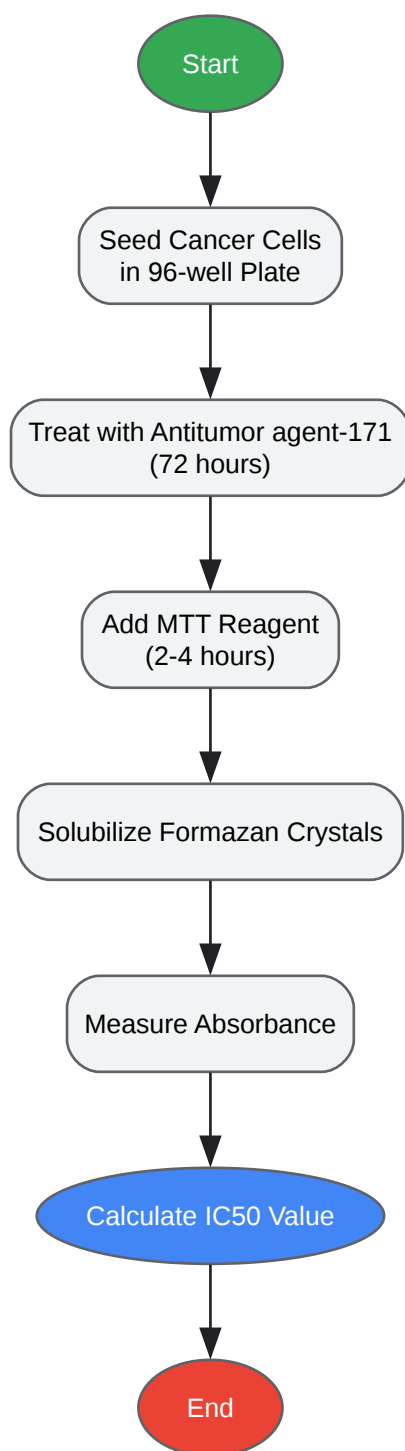 Start
Seed Cancer Cells
in 96-well Plate
Treat with Antitumor agent-171
(72 hours)
Add MTT Reagent
(2-4 hours)
Solubilize Formazan Crystals
Measure Absorbance
Calculate IC50 Value
End